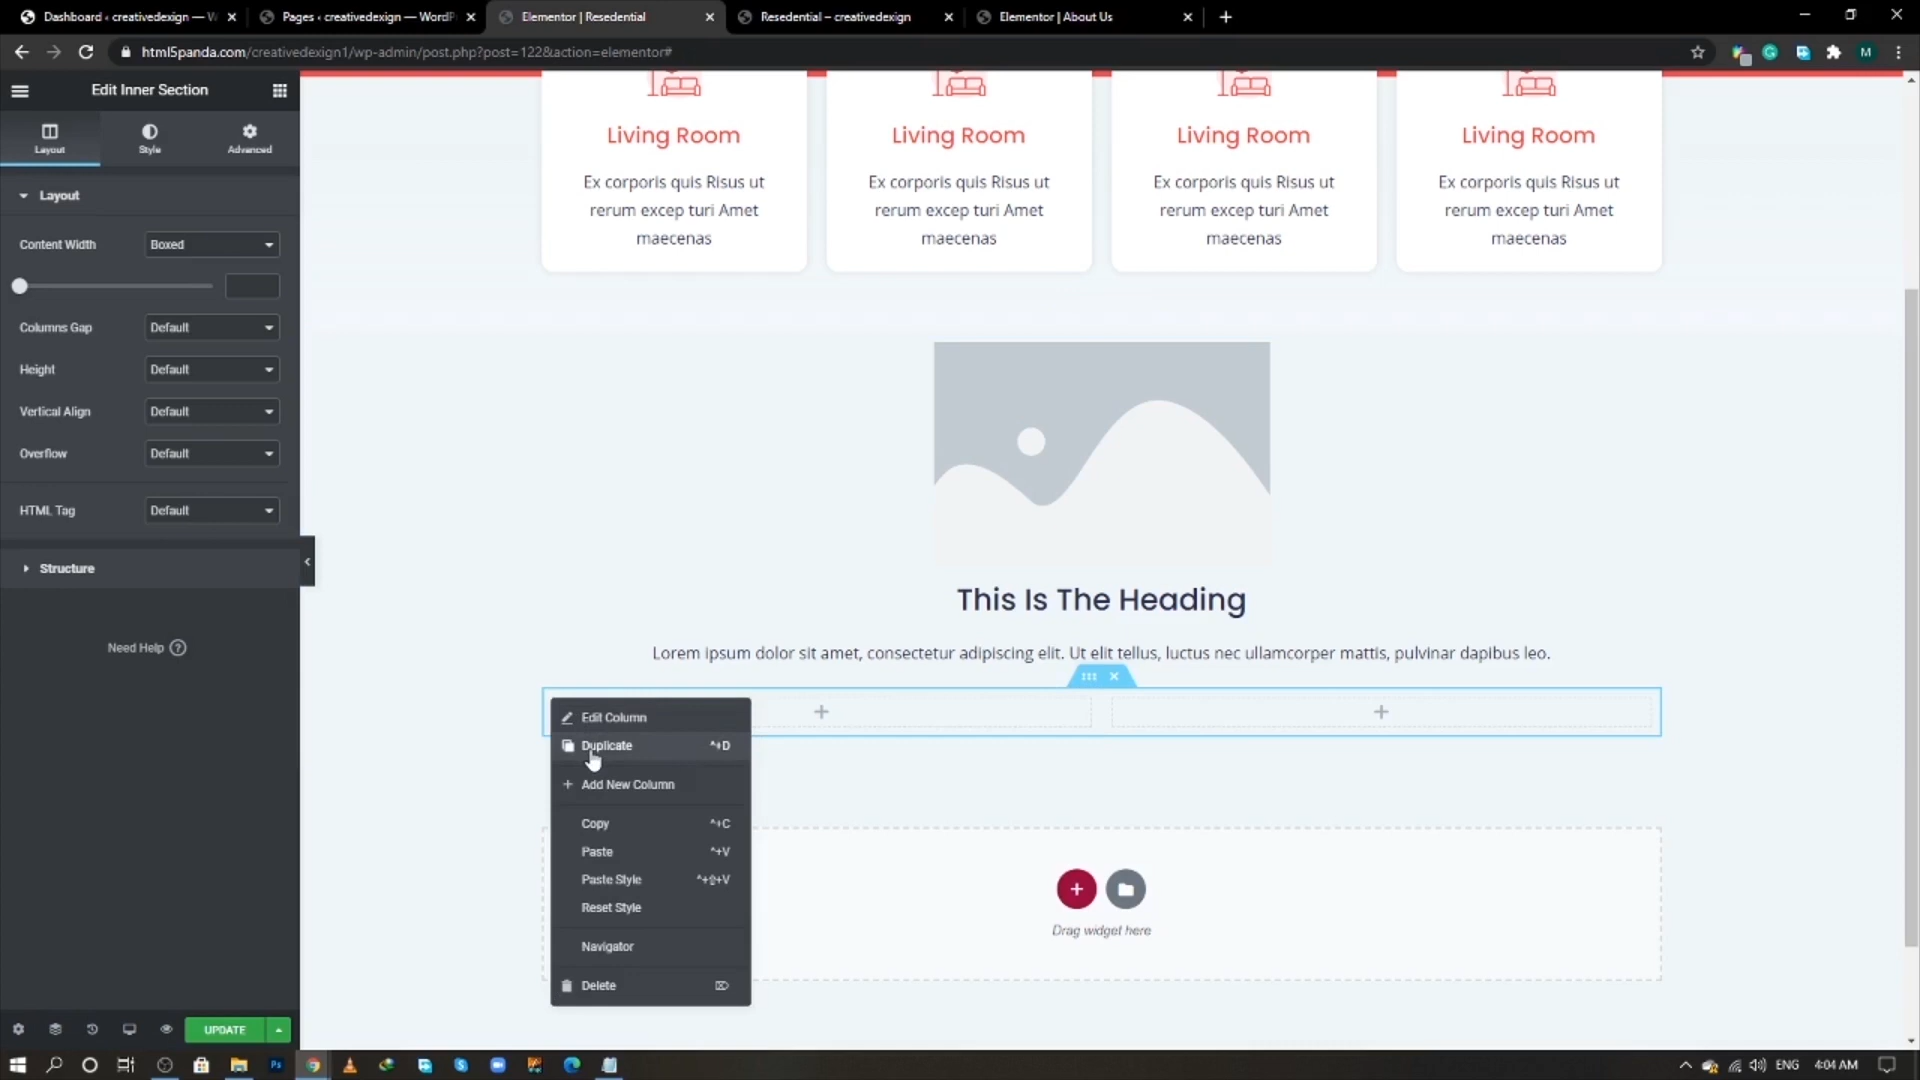 Dashboard ‹ creativedexign — W
Pages ‹ creativedexign — WordP
Elementor | Resedential
Resedential – creativedexign
Elementor | About Us
html5panda.com/creativedexign1/wp-admin/post.php?post=122&action=elementor#
M
Edit Inner Section
Layout
Style
Advanced
Layout
Content Width
Boxed
Columns Gap
Default
Height
Default
Vertical Align
Default
Overflow
Default
HTML Tag
Default
Structure
Need Help ?
UPDATE
Living Room
Ex corporis quis Risus ut
rerum excep turi Amet
maecenas
Living Room
Ex corporis quis Risus ut
rerum excep turi Amet
maecenas
Living Room
Ex corporis quis Risus ut
rerum excep turi Amet
maecenas
Living Room
Ex corporis quis Risus ut
rerum excep turi Amet
maecenas
This Is The Heading
Lorem ipsum dolor sit amet, consectetur adipiscing elit. Ut elit tellus, luctus nec ullamcorper mattis, pulvinar dapibus leo.
Edit Column
Duplicate ^+D
Add New Column
Copy ^+C
Paste ^+V
Paste Style ^+⇧+V
Reset Style
Navigator
Delete ⌦
Drag widget here
Ps
ENG
4:04 AM